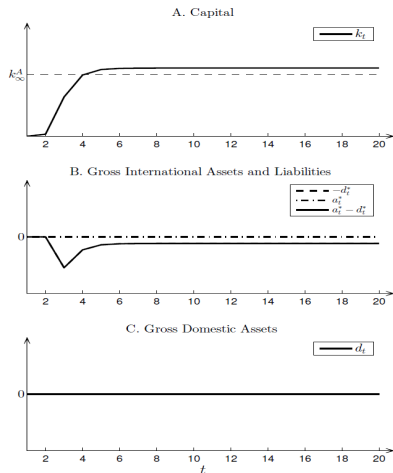 A. Capital
k_t
k^A_∞
2 4 6 8 10 12 14 16 18 20
B. Gross International Assets and Liabilities
−d^*_t
a^*_t
a^*_t − d^*_t
0
2 4 6 8 10 12 14 16 18 20
C. Gross Domestic Assets
d_t
0
2 4 6 8 10 12 14 16 18 20
t